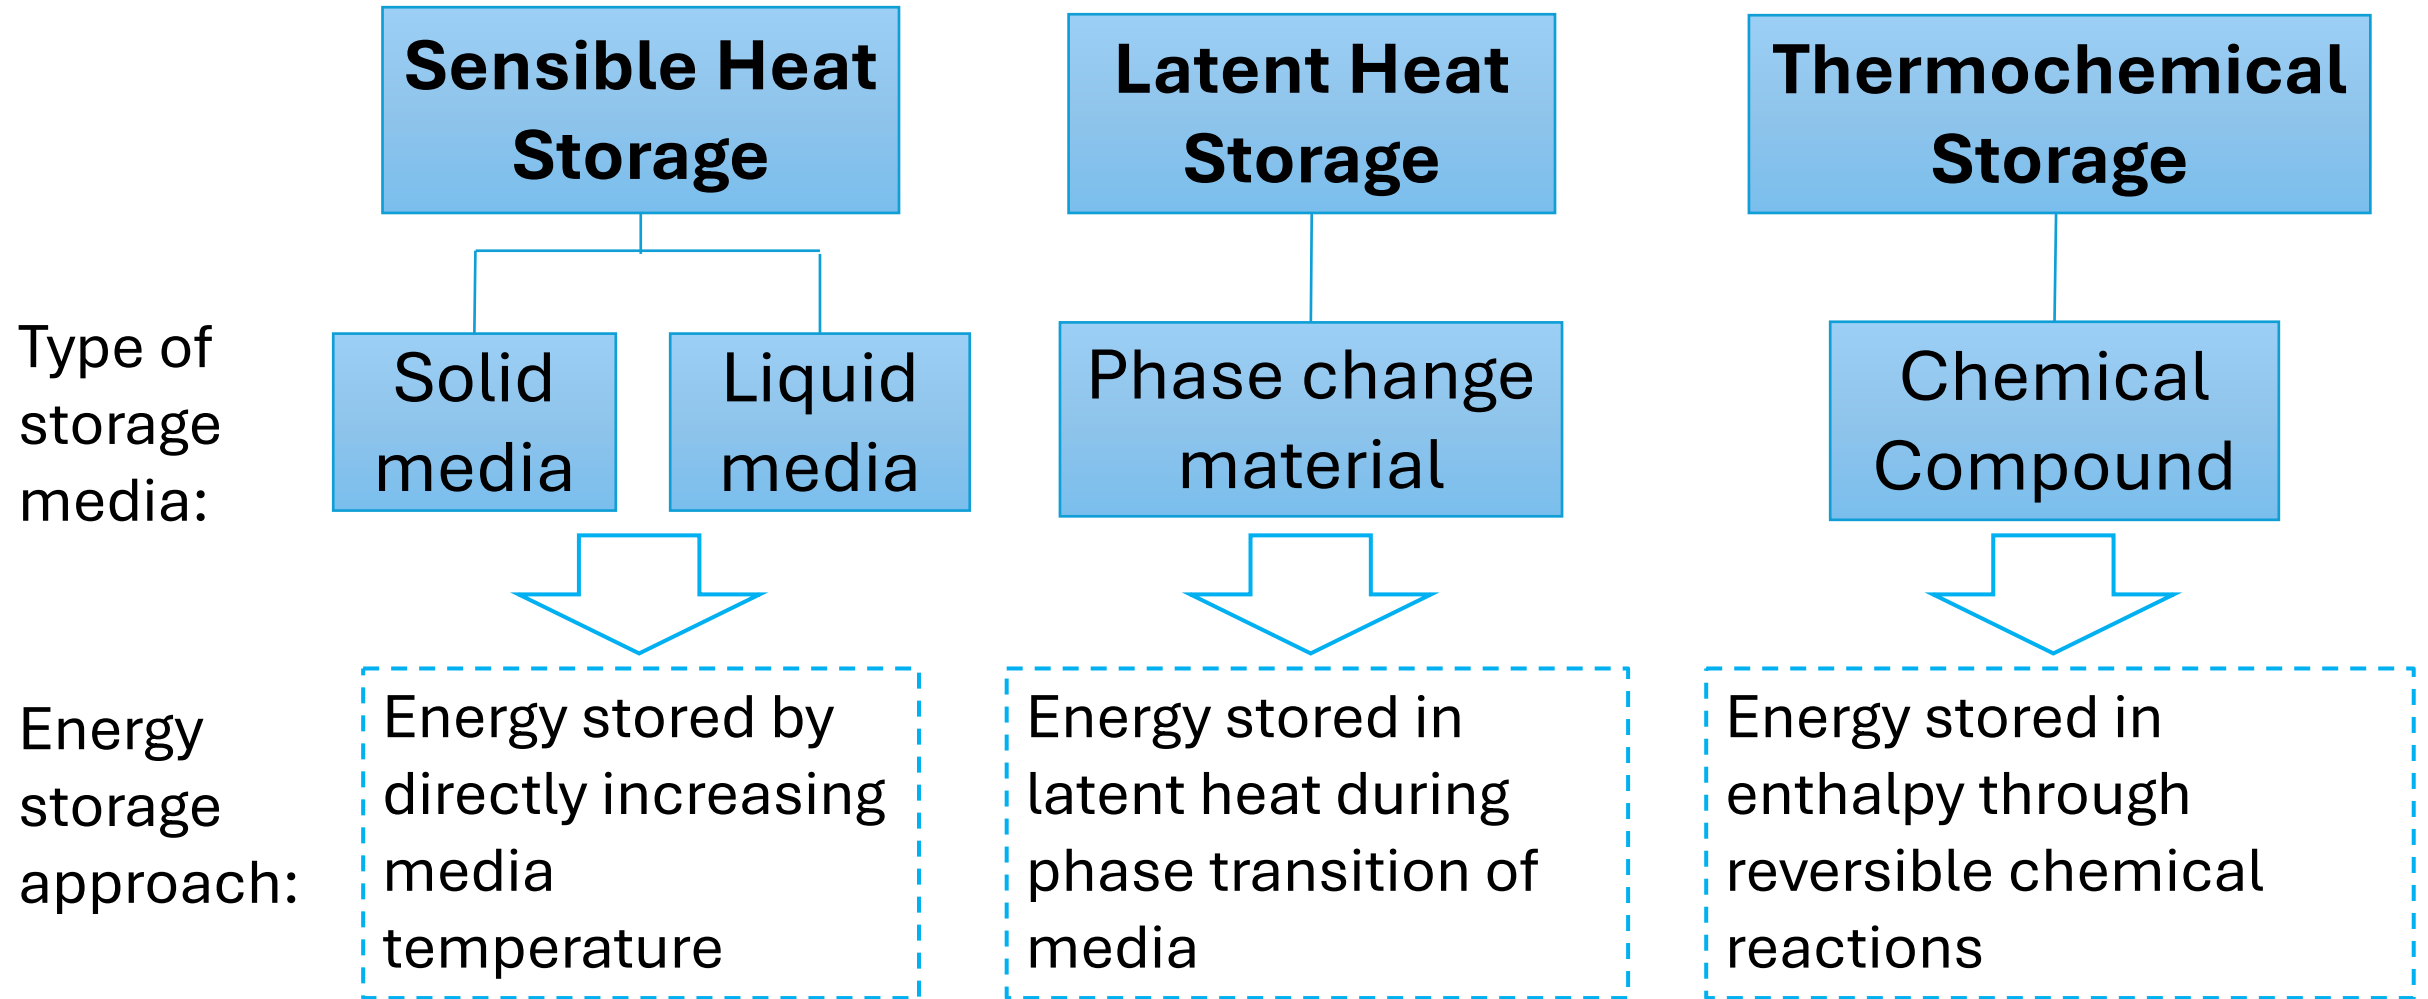 Sensible Heat
Storage
Latent Heat
Storage
Thermochemical
Storage
Type of
storage
media:
Solid
media
Liquid
media
Phase change
material
Chemical
Compound
Energy
storage
approach:
Energy stored by
directly increasing
media
temperature
Energy stored in
latent heat during
phase transition of
media
Energy stored in
enthalpy through
reversible chemical
reactions